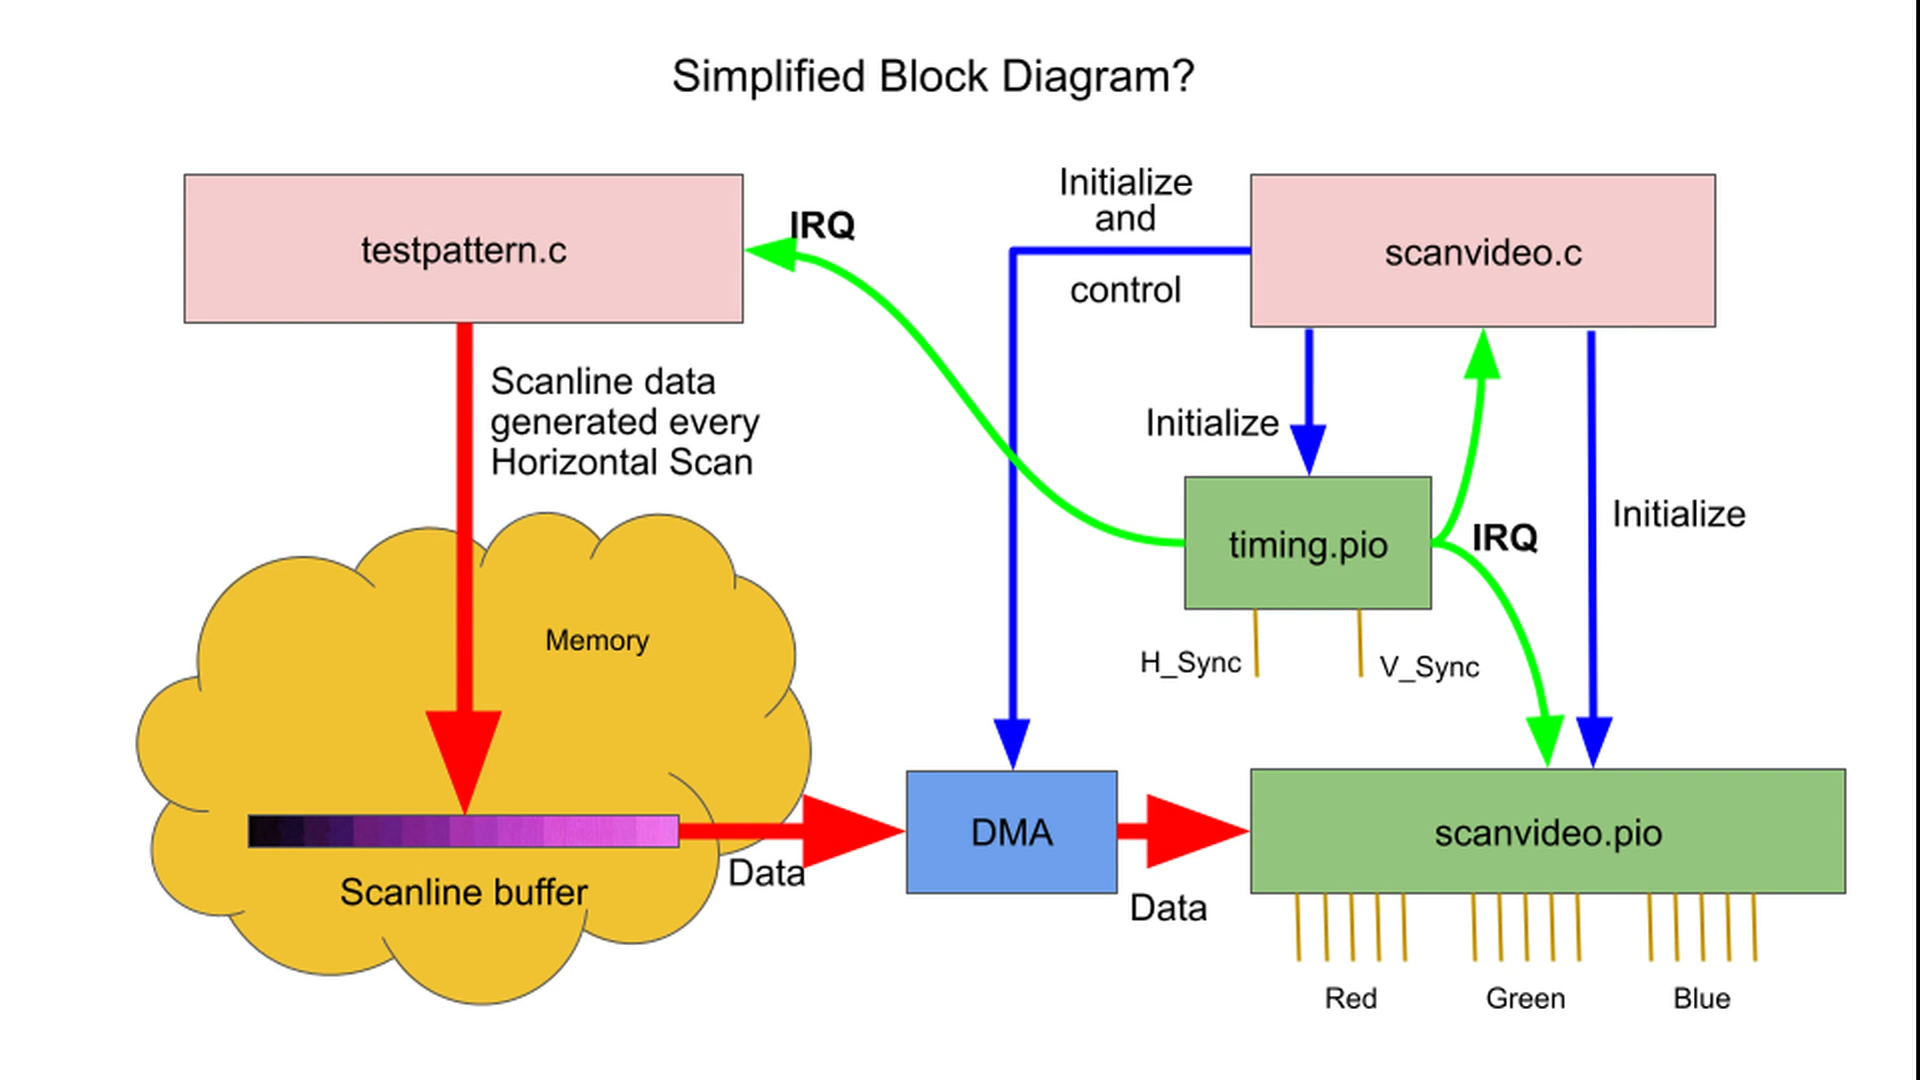 Simplified Block Diagram?
testpattern.c
IRQ
Initialize
and
control
scanvideo.c
Scanline data
generated every
Horizontal Scan
Initialize
timing.pio
IRQ
Initialize
Memory
H_Sync
V_Sync
Scanline buffer
Data
DMA
Data
scanvideo.pio
Red
Green
Blue